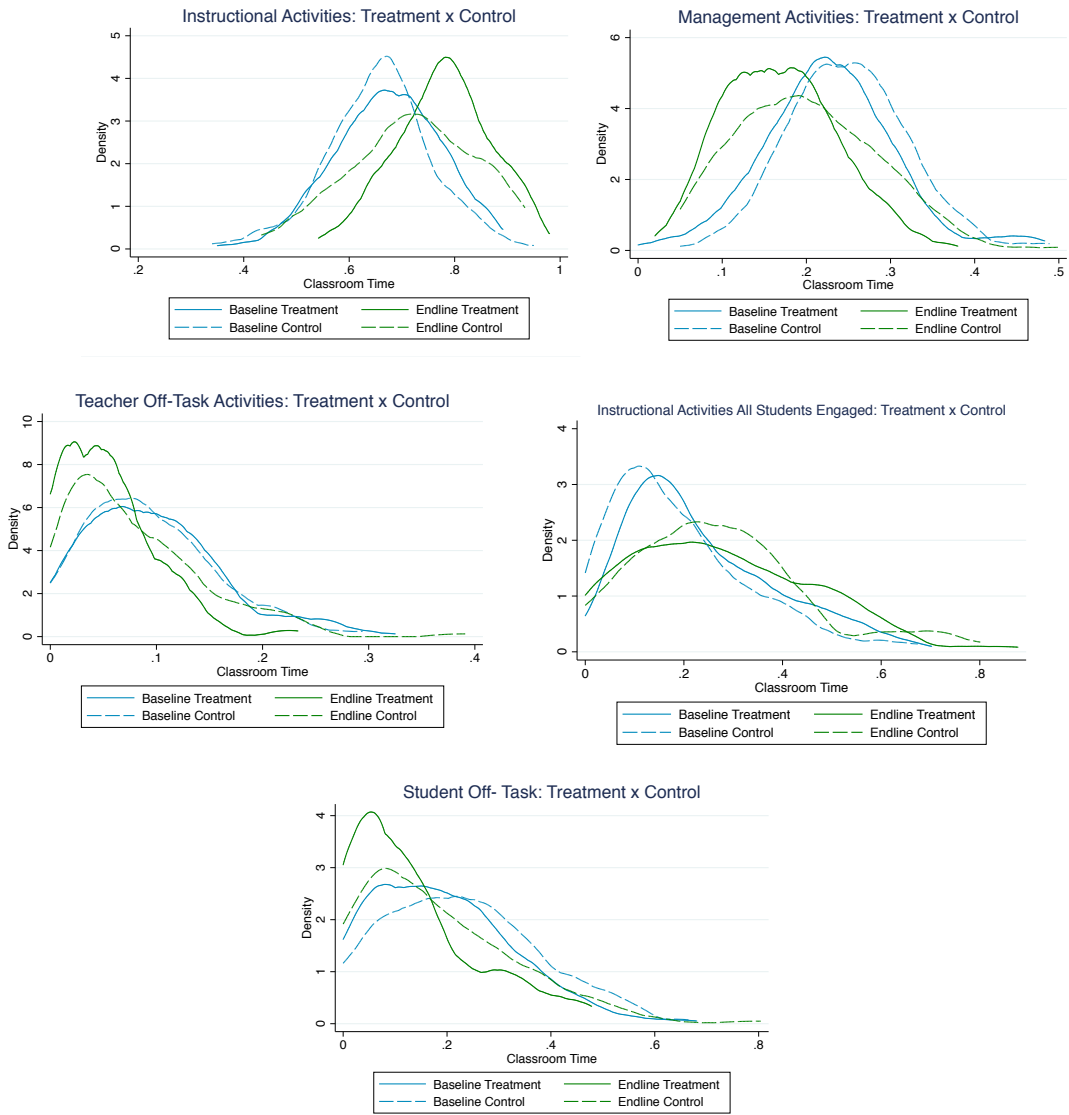 Instructional Activities: Treatment x Control
Density
0
1
2
3
4
5
.2
.4
.6
.8
1
Classroom Time
Baseline Treatment
Endline Treatment
Baseline Control
Endline Control
Management Activities: Treatment x Control
Density
0
2
4
6
0
.1
.2
.3
.4
.5
Classroom Time
Baseline Treatment
Endline Treatment
Baseline Control
Endline Control
Teacher Off-Task Activities: Treatment x Control
Density
0
2
4
6
8
10
0
.1
.2
.3
.4
Classroom Time
Baseline Treatment
Endline Treatment
Baseline Control
Endline Control
Instructional Activities All Students Engaged: Treatment x Control
Density
0
1
2
3
4
0
.2
.4
.6
.8
Classroom Time
Baseline Treatment
Endline Treatment
Baseline Control
Endline Control
Student Off- Task: Treatment x Control
Density
0
1
2
3
4
0
.2
.4
.6
.8
Classroom Time
Baseline Treatment
Endline Treatment
Baseline Control
Endline Control